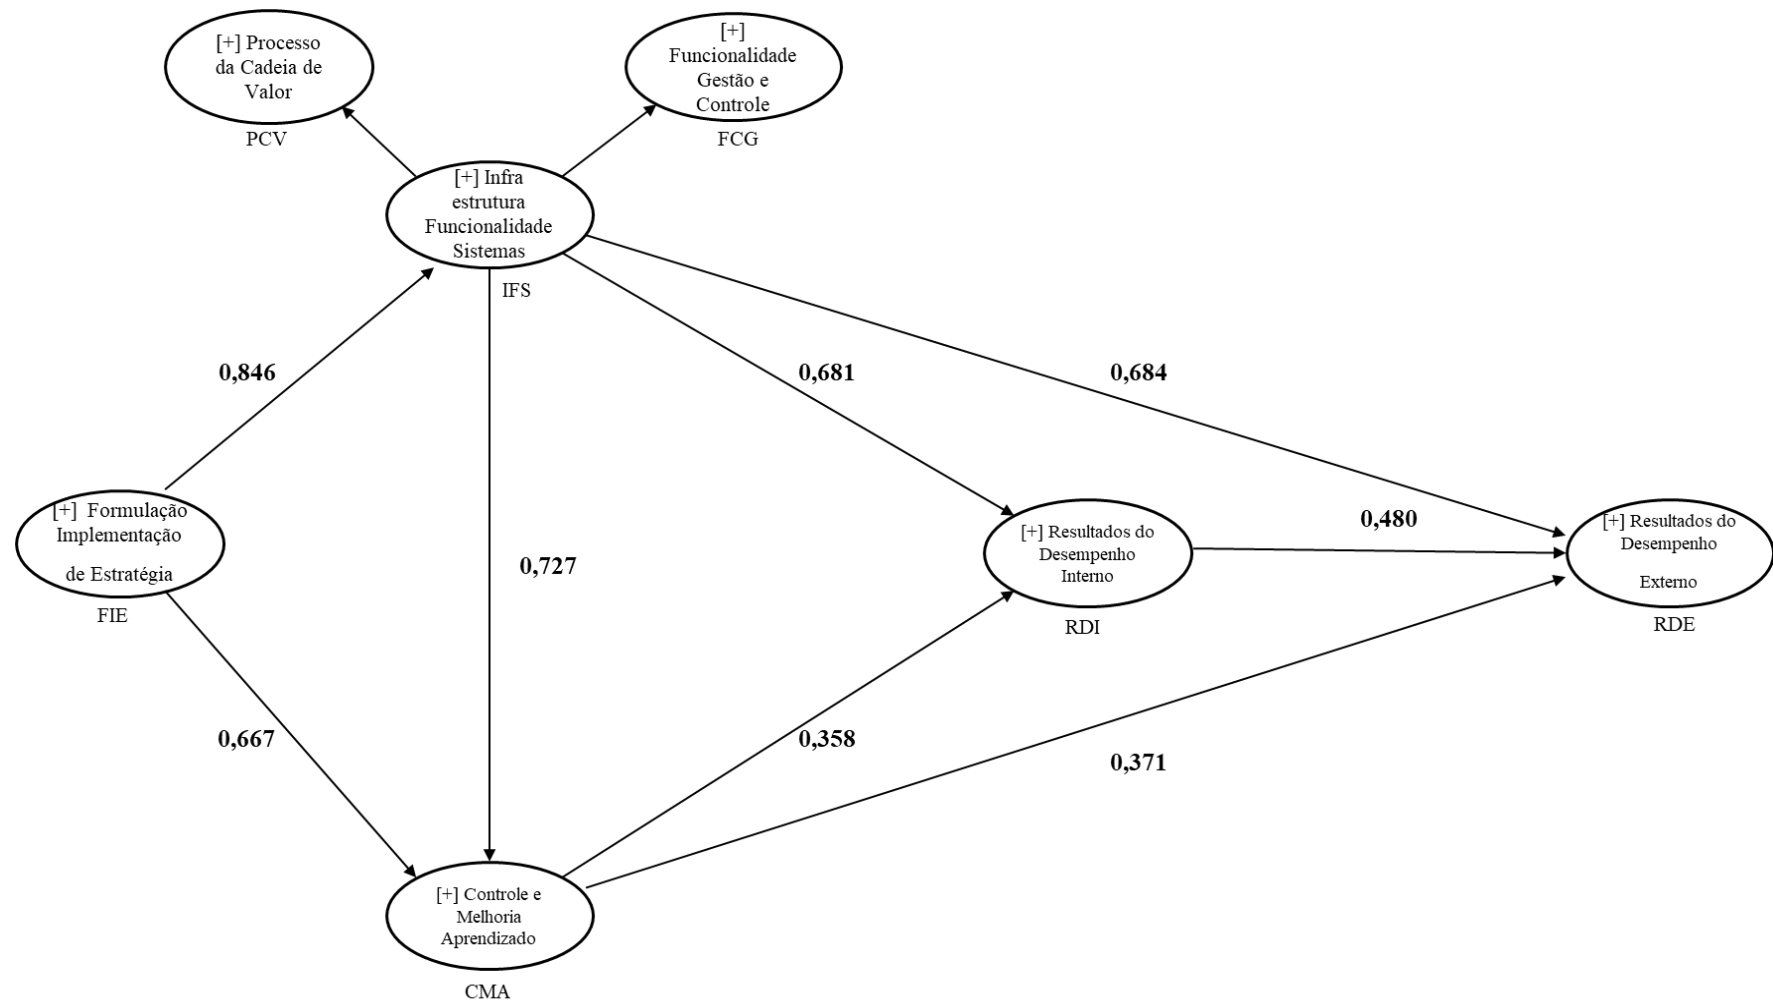 [+] Processo
da Cadeia de
Valor
PCV
[+]
Funcionalidade
Gestão e
Controle
FCG
[+] Infra
estrutura
Funcionalidade
Sistemas
IFS
0,846
0,681
0,684
[+] Formulação
Implementação
de Estratégia
FIE
0,727
[+] Resultados do
Desempenho
Interno
RDI
0,480
[+] Resultados do
Desempenho
Externo
RDE
0,667
0,358
0,371
[+] Controle e
Melhoria
Aprendizado
CMA